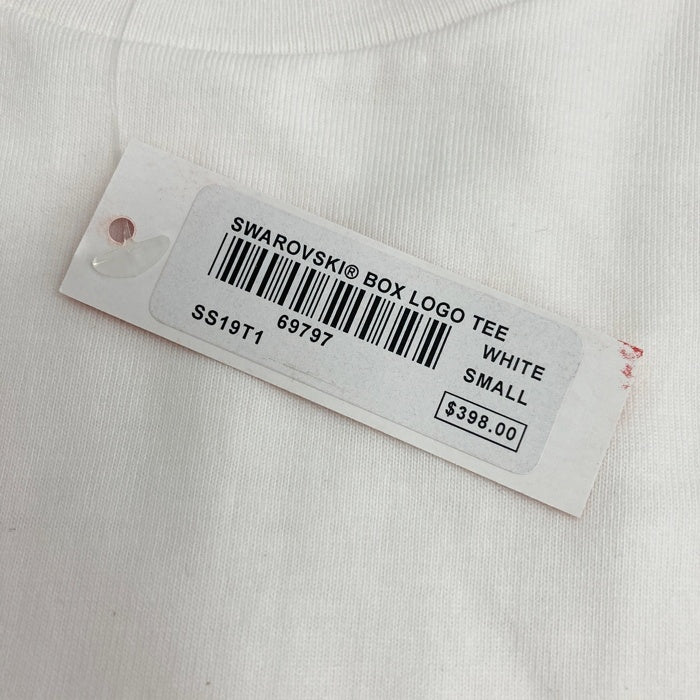 SWAROVSKI® BOX LOGO TEE
69797
SS19T1
WHITE
SMALL
$398.00